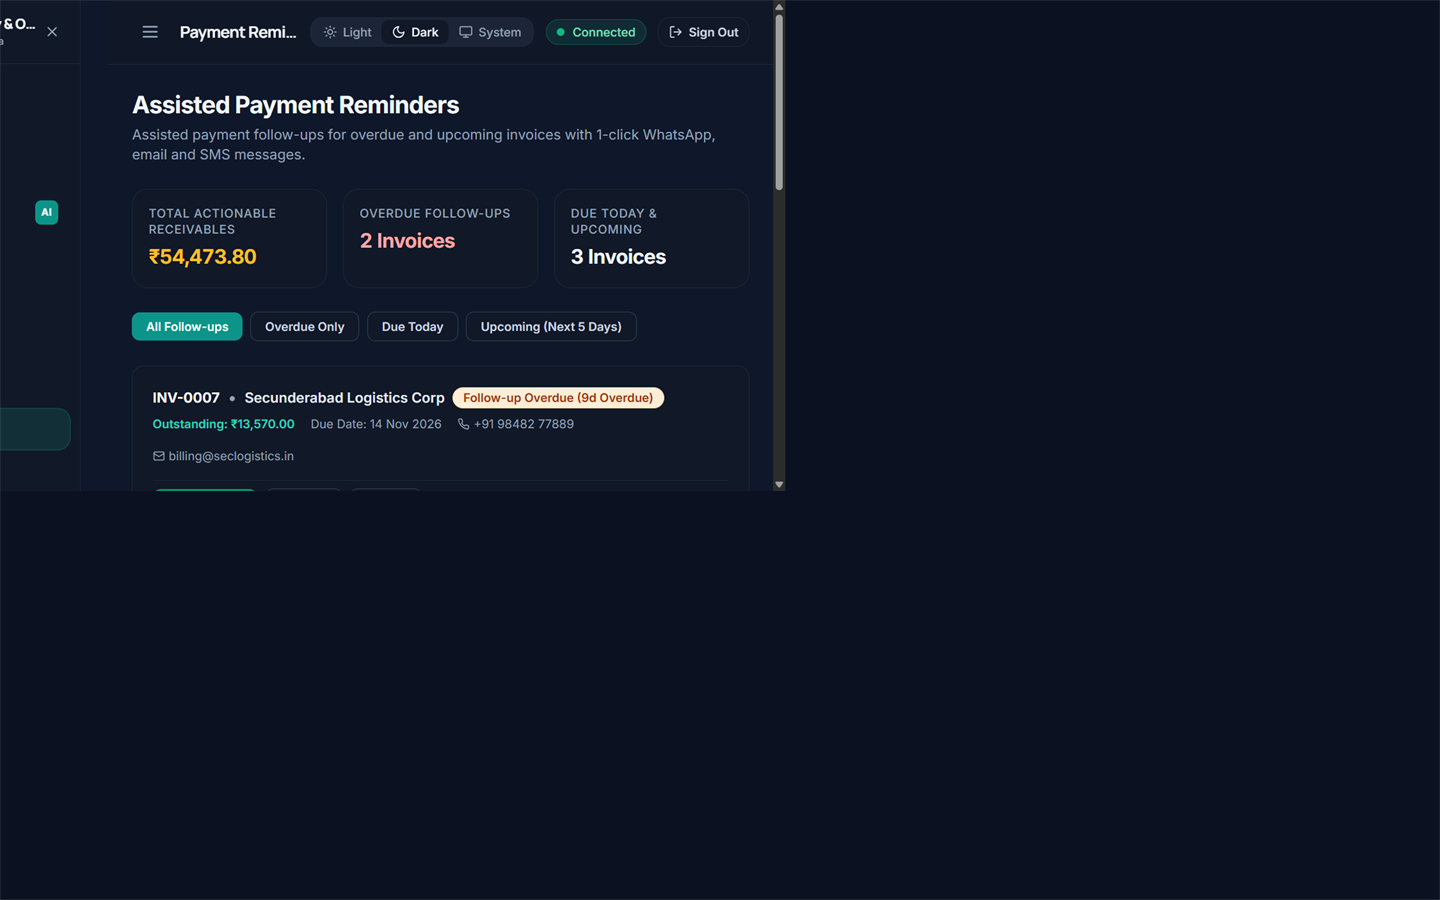 & O...
AI
Payment Remi...
Light
Dark
System
Connected
Sign Out
Assisted Payment Reminders
Assisted payment follow-ups for overdue and upcoming invoices with 1-click WhatsApp,
email and SMS messages.
TOTAL ACTIONABLE
RECEIVABLES
₹54,473.80
OVERDUE FOLLOW-UPS
2 Invoices
DUE TODAY &
UPCOMING
3 Invoices
All Follow-ups
Overdue Only
Due Today
Upcoming (Next 5 Days)
INV-0007 • Secunderabad Logistics Corp Follow-up Overdue (9d Overdue)
Outstanding: ₹13,570.00 Due Date: 14 Nov 2026 +91 98482 77889
billing@seclogistics.in